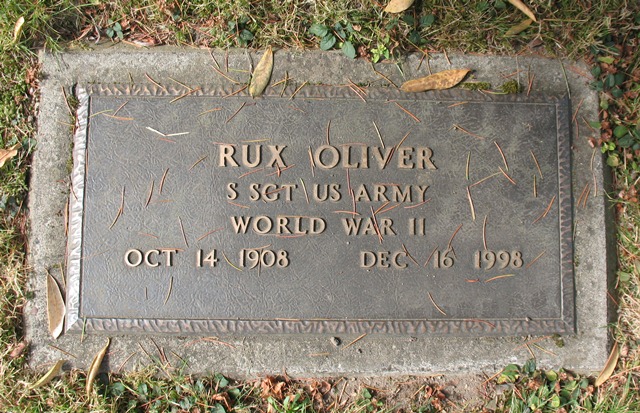 RUX OLIVER
S SGT US ARMY
WORLD WAR II
OCT 14 1908 DEC 16 1998